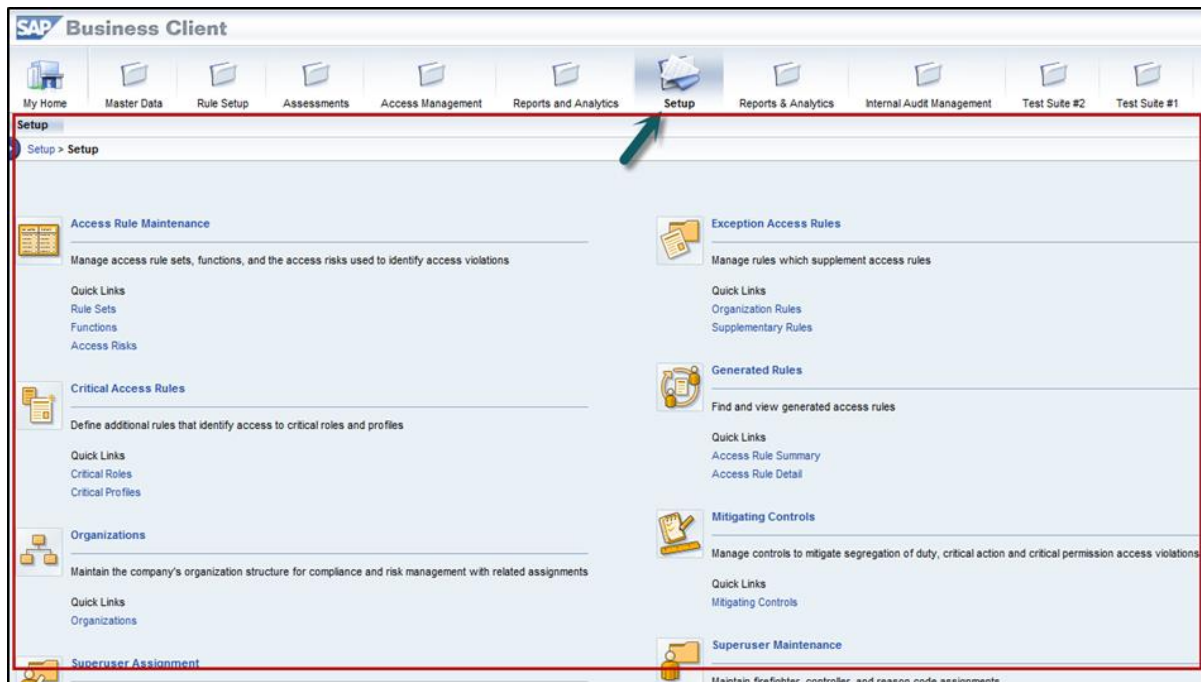 SAP Business Client
My Home
Master Data
Rule Setup
Assessments
Access Management
Reports and Analytics
Setup
Reports & Analytics
Internal Audit Management
Test Suite #2
Test Suite #1
Setup
Setup > Setup
Access Rule Maintenance
Manage access rule sets, functions, and the access risks used to identify access violations
Quick Links
Rule Sets
Functions
Access Risks
Critical Access Rules
Define additional rules that identify access to critical roles and profiles
Quick Links
Critical Roles
Critical Profiles
Organizations
Maintain the company's organization structure for compliance and risk management with related assignments
Quick Links
Organizations
Superuser Assignment
Exception Access Rules
Manage rules which supplement access rules
Quick Links
Organization Rules
Supplementary Rules
Generated Rules
Find and view generated access rules
Quick Links
Access Rule Summary
Access Rule Detail
Mitigating Controls
Manage controls to mitigate segregation of duty, critical action and critical permission access violations
Quick Links
Mitigating Controls
Superuser Maintenance
Maintain firefighter, controller, and reason code assignments